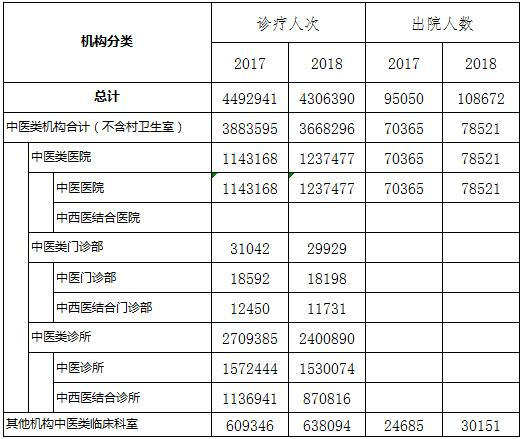 机构分类 诊疗人次 出院人数
2017 2018 2017 2018
总计 4492941 4306390 95050 108672
中医类机构合计（不含村卫生室） 3883595 3668296 70365 78521
中医类医院 1143168 1237477 70365 78521
中医医院 1143168 1237477 70365 78521
中西医结合医院
中医类门诊部 31042 29929
中医门诊部 18592 18198
中西医结合门诊部 12450 11731
中医类诊所 2709385 2400890
中医诊所 1572444 1530074
中西医结合诊所 1136941 870816
其他机构中医类临床科室 609346 638094 24685 30151